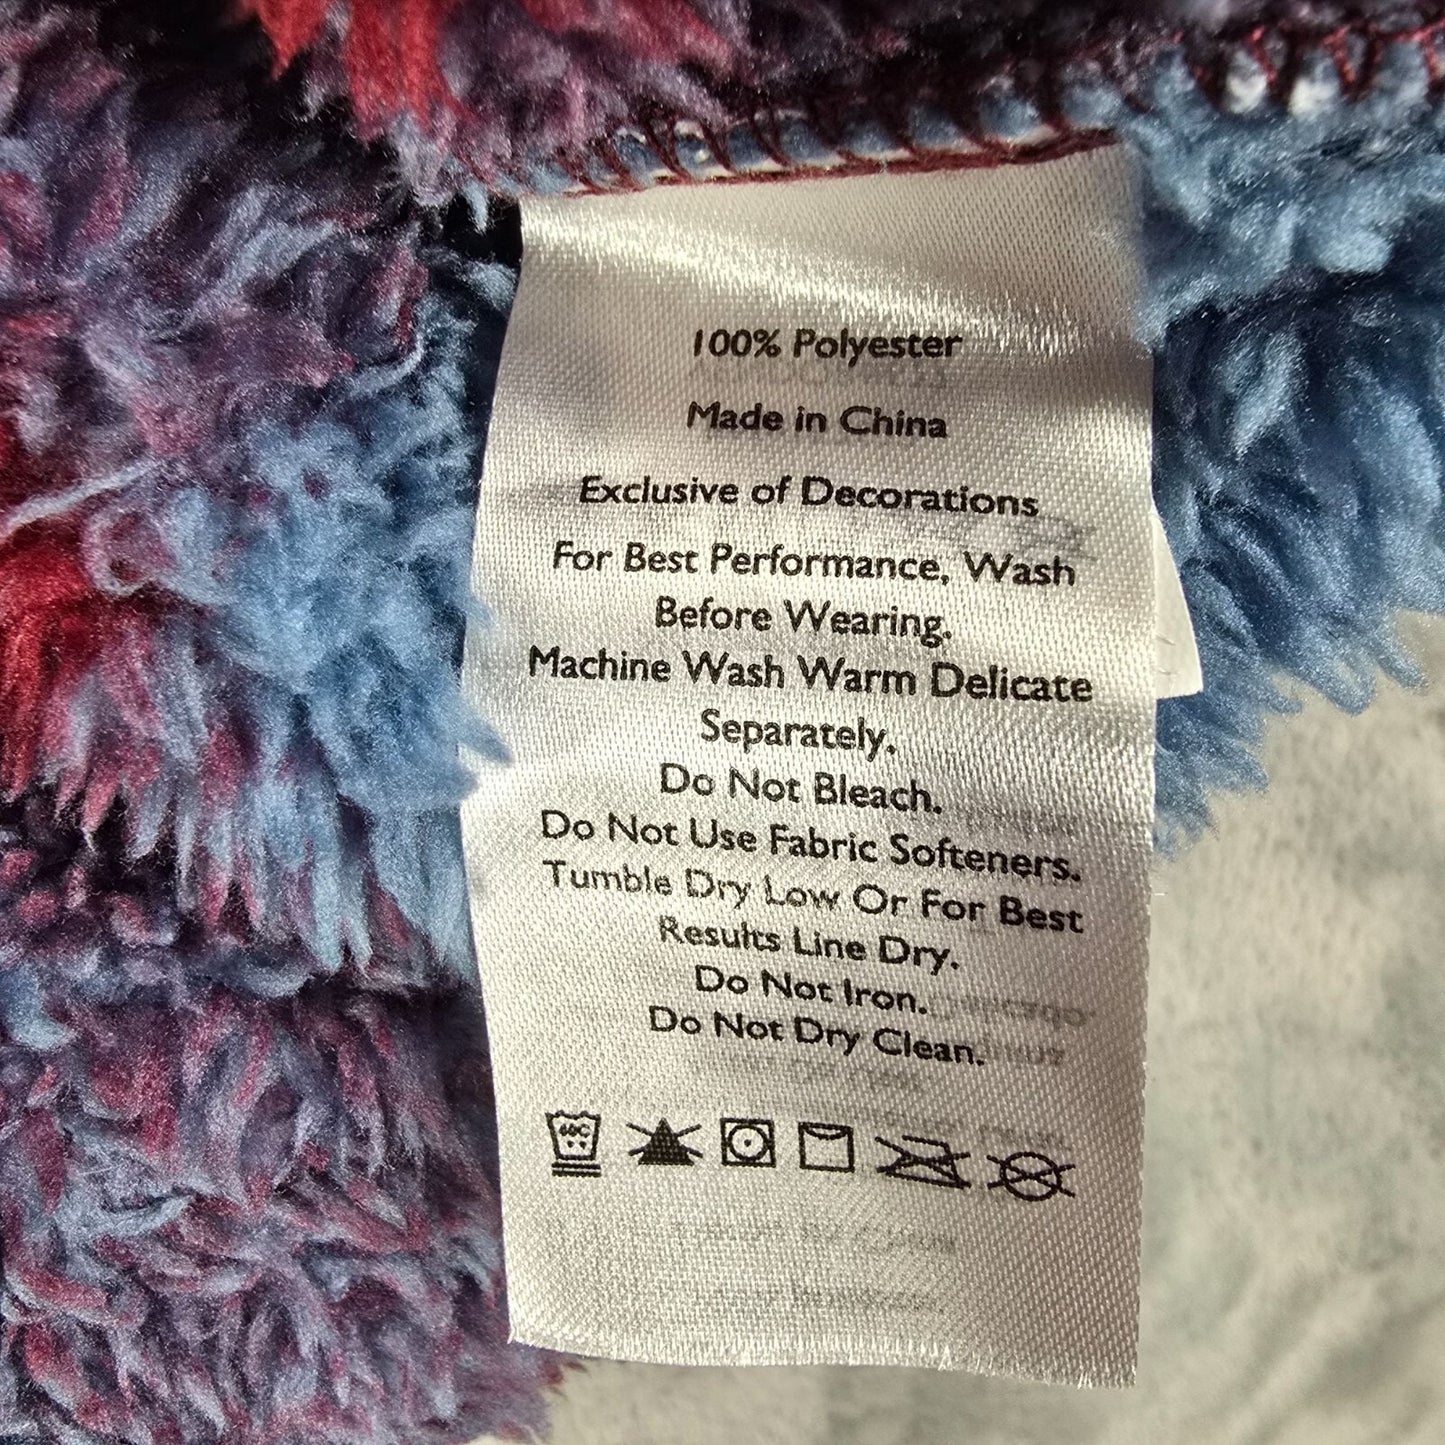 100% Polyester
Made in China
Exclusive of Decorations
For Best Performance, Wash
Before Wearing.
Machine Wash Warm Delicate
Separately.
Do Not Bleach.
Do Not Use Fabric Softeners.
Tumble Dry Low Or For Best
Results Line Dry.
Do Not Iron.
Do Not Dry Clean.